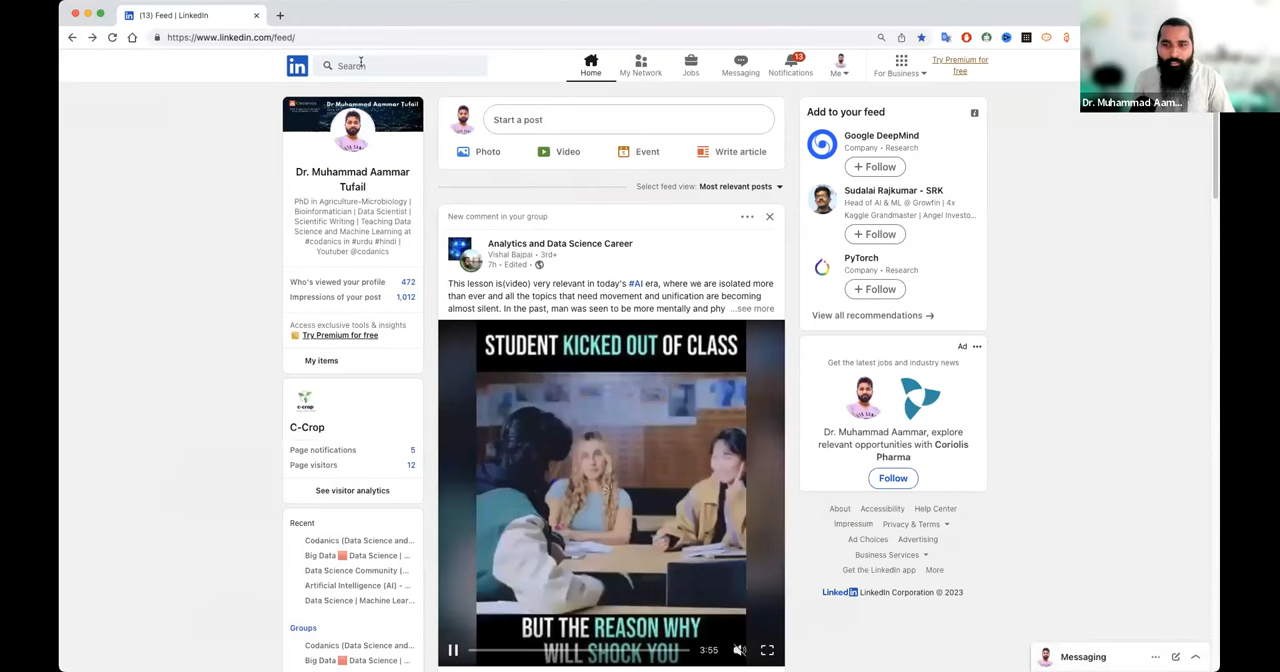 (13) Feed | LinkedIn
https://www.linkedin.com/feed/
in
Search
Home
My Network
Jobs
Messaging
13
Notifications
Me
For Business
Try Premium for
free
Dr. Muhammad Aam...
Dr Muhammad Aammar Tufail
Dr. Muhammad Aammar
Tufail
PhD in Agriculture-Microbiology |
Bioinformatician | Data Scientist |
Scientific Writing | Teaching Data
Science and Machine Learning at
#codanics in #urdu #hindi |
Youtuber @codanics
Who's viewed your profile 472
Impressions of your post 1,012
Access exclusive tools & insights
Try Premium for free
My items
c-crop
C-Crop
Page notifications 5
Page visitors 12
See visitor analytics
Recent
Codanics (Data Science and...
Big Data 🟥 Data Science | ...
Data Science Community (...
Artificial Intelligence (AI) - ...
Data Science | Machine Lear...
Groups
Codanics (Data Science and...
Big Data 🟥 Data Science | ...
Start a post
Photo
Video
Event
Write article
Select feed view: Most relevant posts
New comment in your group
Analytics and Data Science Career
Vishal Bajpai • 3rd+
7h • Edited •
This lesson is(video) very relevant in today's #AI era, where we are isolated more
than ever and all the topics that need movement and unification are becoming
almost silent. In the past, man was seen to be more mentally and phy ...see more
STUDENT KICKED OUT OF CLASS
BUT THE REASON WHY
WILL SHOCK YOU
3:55
Add to your feed
Google DeepMind
Company • Research
+ Follow
Sudalai Rajkumar - SRK
Head of AI & ML @ Growfin | 4x
Kaggle Grandmaster | Angel Investo...
+ Follow
PyTorch
Company • Research
+ Follow
View all recommendations →
Ad
Get the latest jobs and industry news
Dr. Muhammad Aammar, explore
relevant opportunities with Coriolis
Pharma
Follow
About Accessibility Help Center
Impressum Privacy & Terms
Ad Choices Advertising
Business Services
Get the LinkedIn app More
LinkedIn LinkedIn Corporation © 2023
Messaging